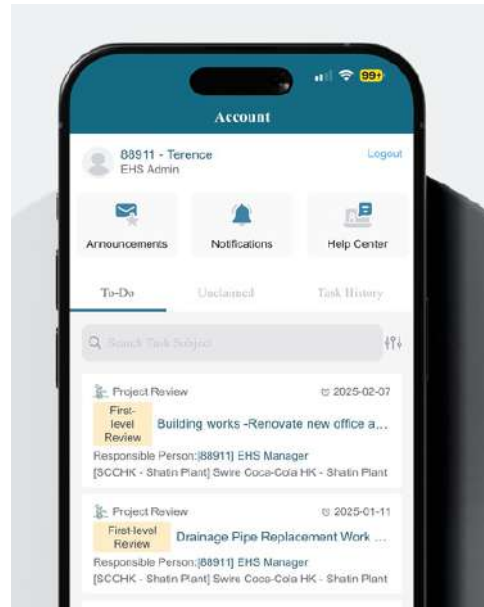 99+
Account
88911 - Terence
Logout
EHS Admin
Announcements
Notifications
Help Center
To-Do
Unclaimed
Task History
Search Task Subject
Project Review
2025-02-07
First-level Review
Building works -Renovate new office a...
Responsible Person:[88911] EHS Manager
[SCCHK - Shatin Plant] Swire Coca-Cola HK - Shatin Plant
Project Review
2025-01-11
First-level Review
Drainage Pipe Replacement Work ...
Responsible Person:[88911] EHS Manager
[SCCHK - Shatin Plant] Swire Coca-Cola HK - Shatin Plant